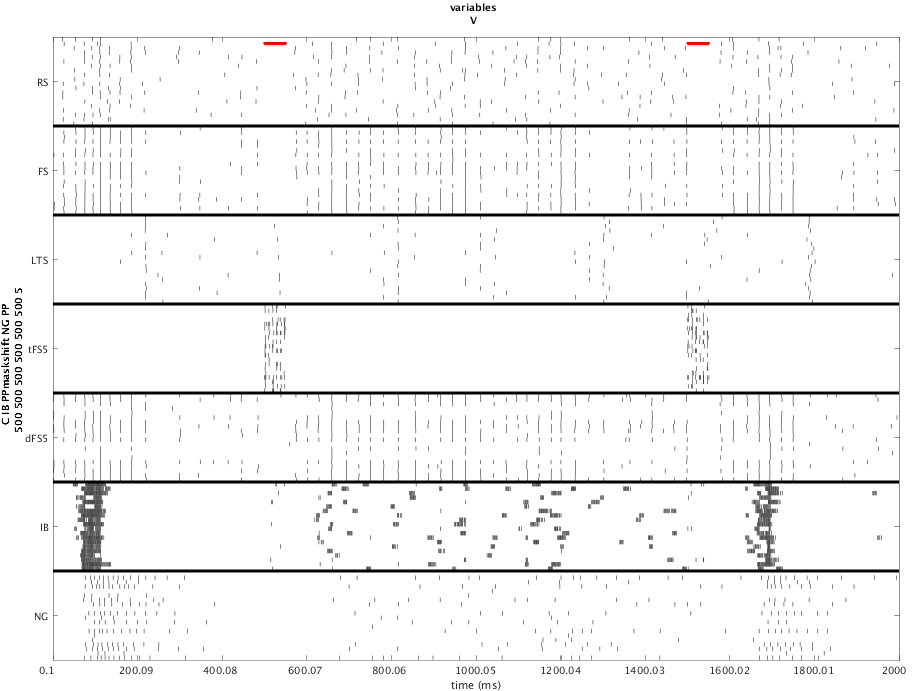 variables
V
RS
FS
LTS
tFS5
dFS5
IB
NG
C IB PPmaskshift NG PP
500 500 500 500 500 500 5
0.1 200.09 400.08 600.07 800.06 1000.05 1200.04 1400.03 1600.02 1800.01 2000
time (ms)